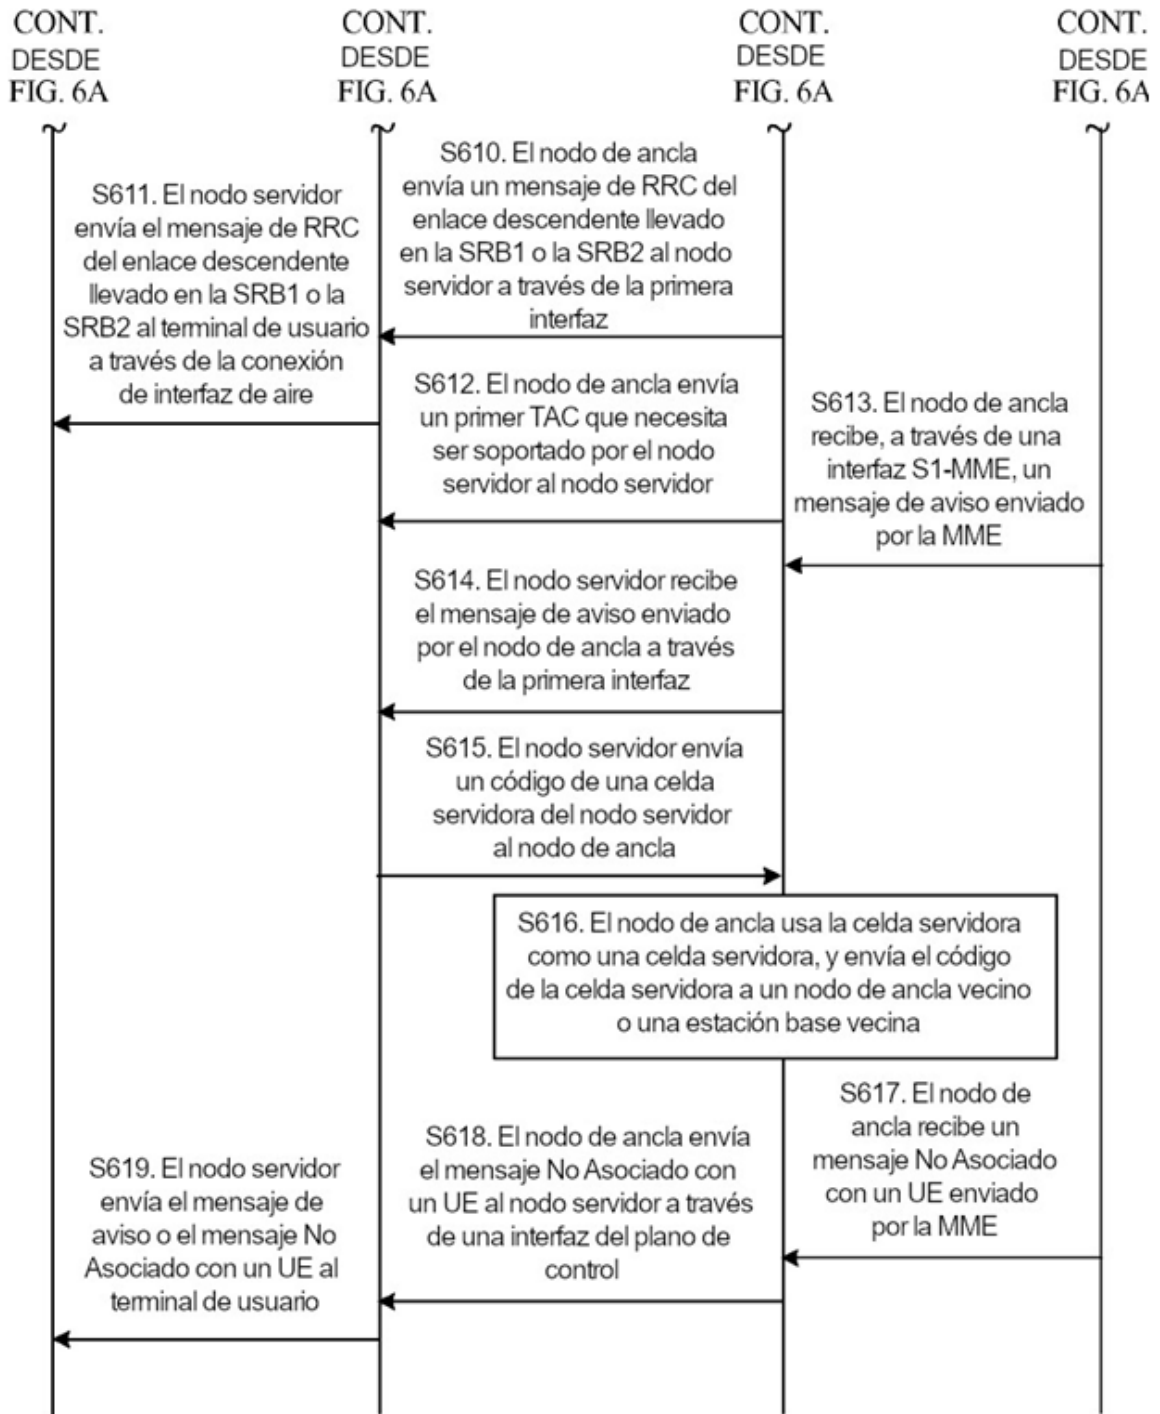 CONT.
DESDE
FIG. 6A
CONT.
DESDE
FIG. 6A
CONT.
DESDE
FIG. 6A
CONT.
DESDE
FIG. 6A
S610. El nodo de ancla
envía un mensaje de RRC del
enlace descendente llevado
en la SRB1 o la SRB2 al nodo
servidor a través de la primera
interfaz
S611. El nodo servidor
envía el mensaje de RRC
del enlace descendente
llevado en la SRB1 o la
SRB2 al terminal de usuario
a través de la conexión
de interfaz de aire
S612. El nodo de ancla envía
un primer TAC que necesita
ser soportado por el nodo
servidor al nodo servidor
S613. El nodo de ancla
recibe, a través de una
interfaz S1-MME, un
mensaje de aviso enviado
por la MME
S614. El nodo servidor recibe
el mensaje de aviso enviado
por el nodo de ancla a través
de la primera interfaz
S615. El nodo servidor envía
un código de una celda
servidora del nodo servidor
al nodo de ancla
S616. El nodo de ancla usa la celda servidora
como una celda servidora, y envía el código
de la celda servidora a un nodo de ancla vecino
o una estación base vecina
S617. El nodo de
ancla recibe un
mensaje No Asociado
con un UE enviado
por la MME
S618. El nodo de ancla envía
el mensaje No Asociado con
un UE al nodo servidor a través
de una interfaz del plano de
control
S619. El nodo servidor
envía el mensaje de
aviso o el mensaje No
Asociado con un UE al
terminal de usuario